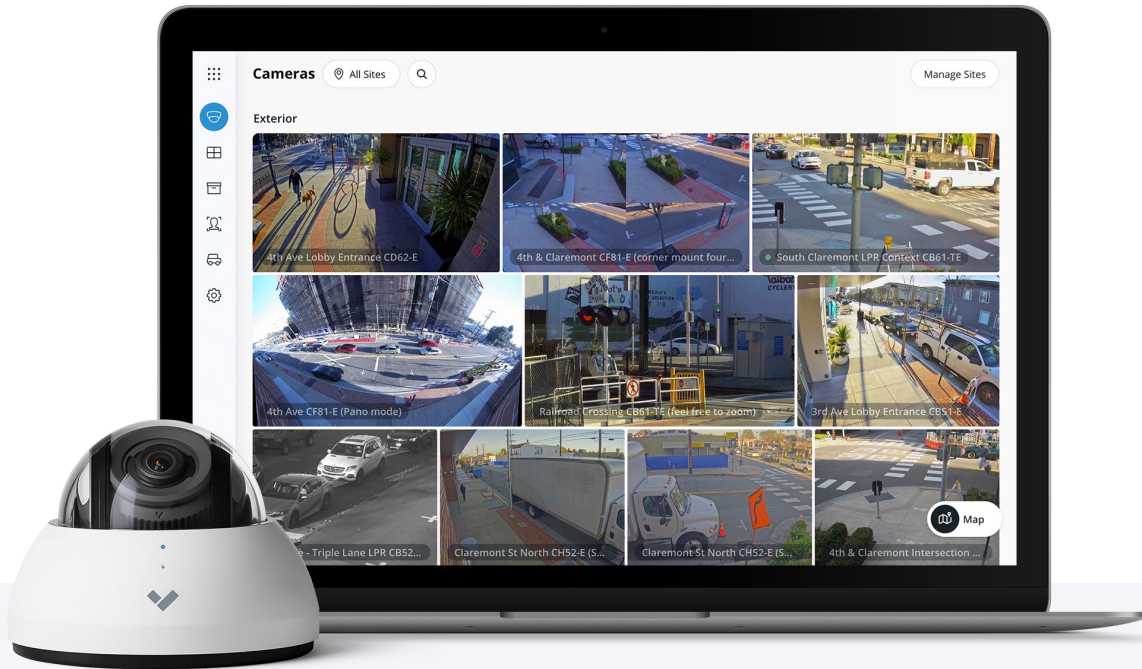 Cameras
All Sites
Manage Sites
Exterior
4th Ave Lobby Entrance CD62-E
4th & Claremont CF81-E (corner mount four...
South Claremont LPR Context CB61-TE
CYCLERY
4th Ave CF81-E (Pano mode)
Railroad Crossing CB61-TE (feel free to zoom)
3rd Ave Lobby Entrance CB51-E
- Triple Lane LPR CB52...
Claremont St North CH52-E (S...
Claremont St North CH52-E (S...
4th & Claremont Intersection ...
Map